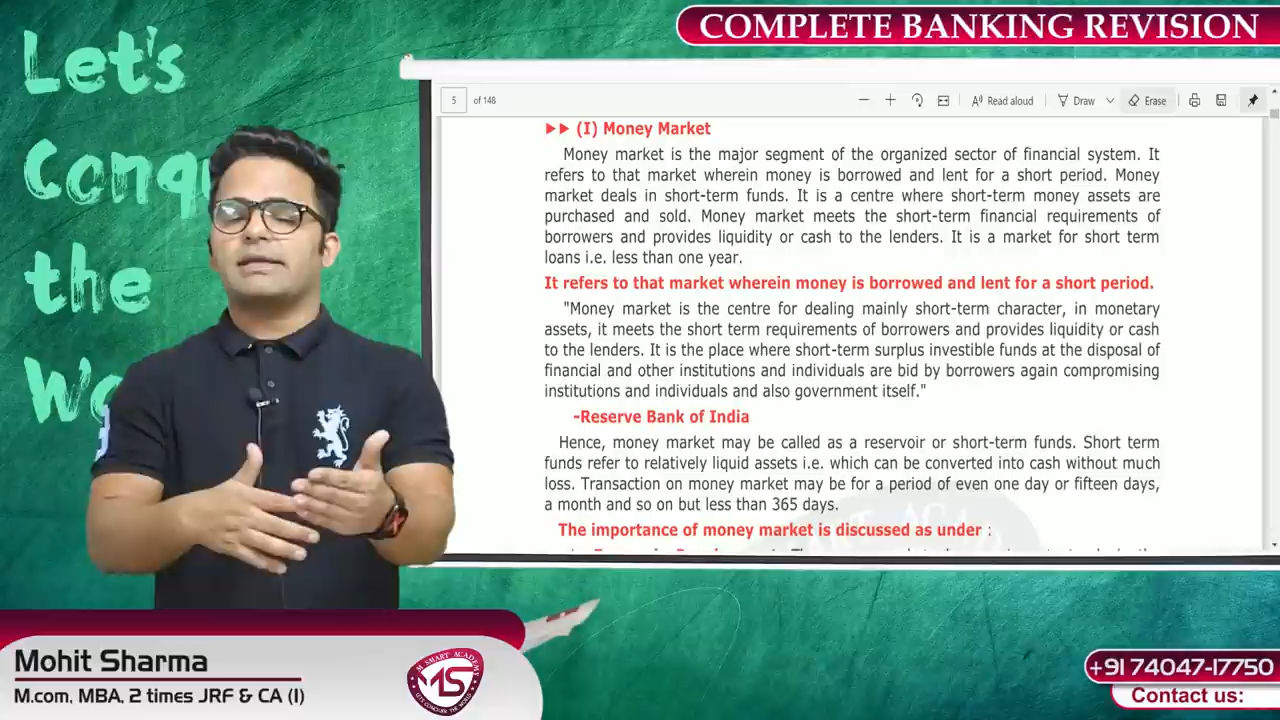 COMPLETE BANKING REVISION
Let's
Conq
the
Wo
5 of 148
Read aloud
Draw
Erase
(I) Money Market
Money market is the major segment of the organized sector of financial system. It
refers to that market wherein money is borrowed and lent for a short period. Money
market deals in short-term funds. It is a centre where short-term money assets are
purchased and sold. Money market meets the short-term financial requirements of
borrowers and provides liquidity or cash to the lenders. It is a market for short term
loans i.e. less than one year.
It refers to that market wherein money is borrowed and lent for a short period.
"Money market is the centre for dealing mainly short-term character, in monetary
assets, it meets the short term requirements of borrowers and provides liquidity or cash
to the lenders. It is the place where short-term surplus investible funds at the disposal of
financial and other institutions and individuals are bid by borrowers again compromising
institutions and individuals and also government itself."
-Reserve Bank of India
Hence, money market may be called as a reservoir or short-term funds. Short term
funds refer to relatively liquid assets i.e. which can be converted into cash without much
loss. Transaction on money market may be for a period of even one day or fifteen days,
a month and so on but less than 365 days.
The importance of money market is discussed as under :
Mohit Sharma
M.com, MBA, 2 times JRF & CA (I)
M SMART ACADEMY
MS
+91 74047-17750
Contact us: